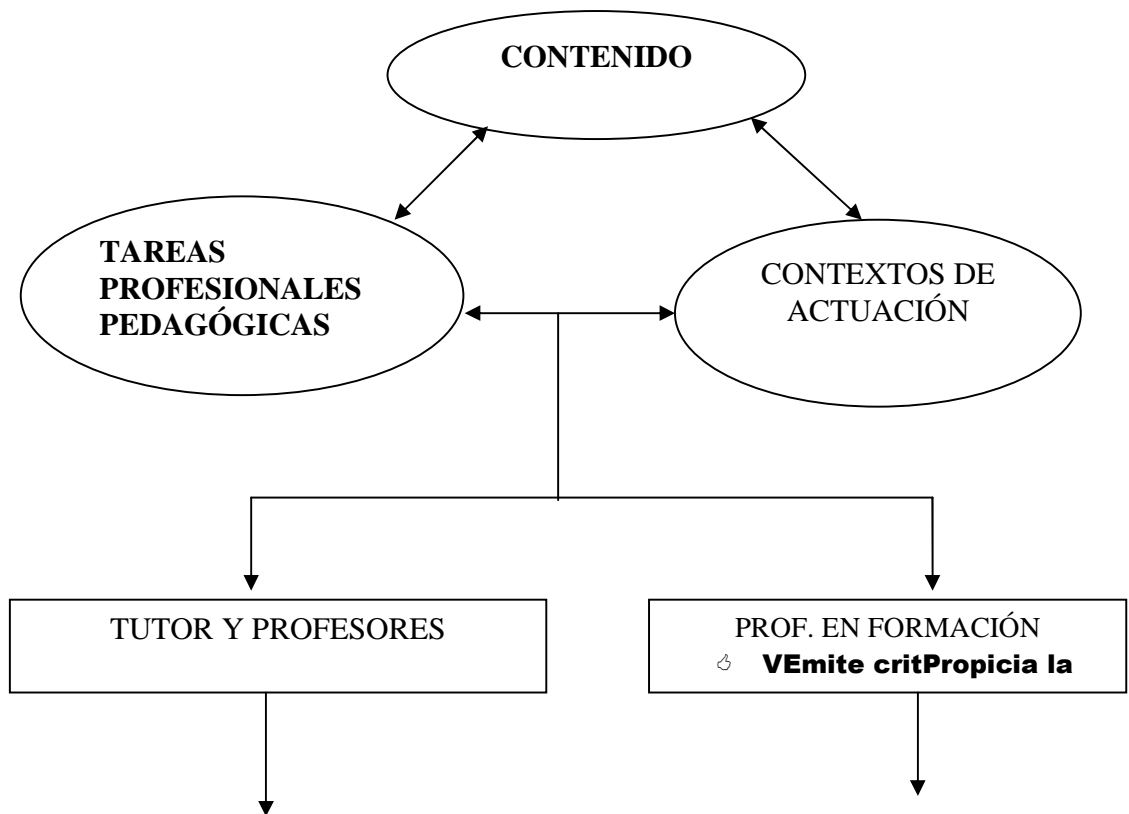 CONTENIDO
TAREAS
PROFESIONALES
PEDAGÓGICAS
CONTEXTOS DE
ACTUACIÓN
TUTOR Y PROFESORES
PROF. EN FORMACIÓN
VEmite critPropicia la